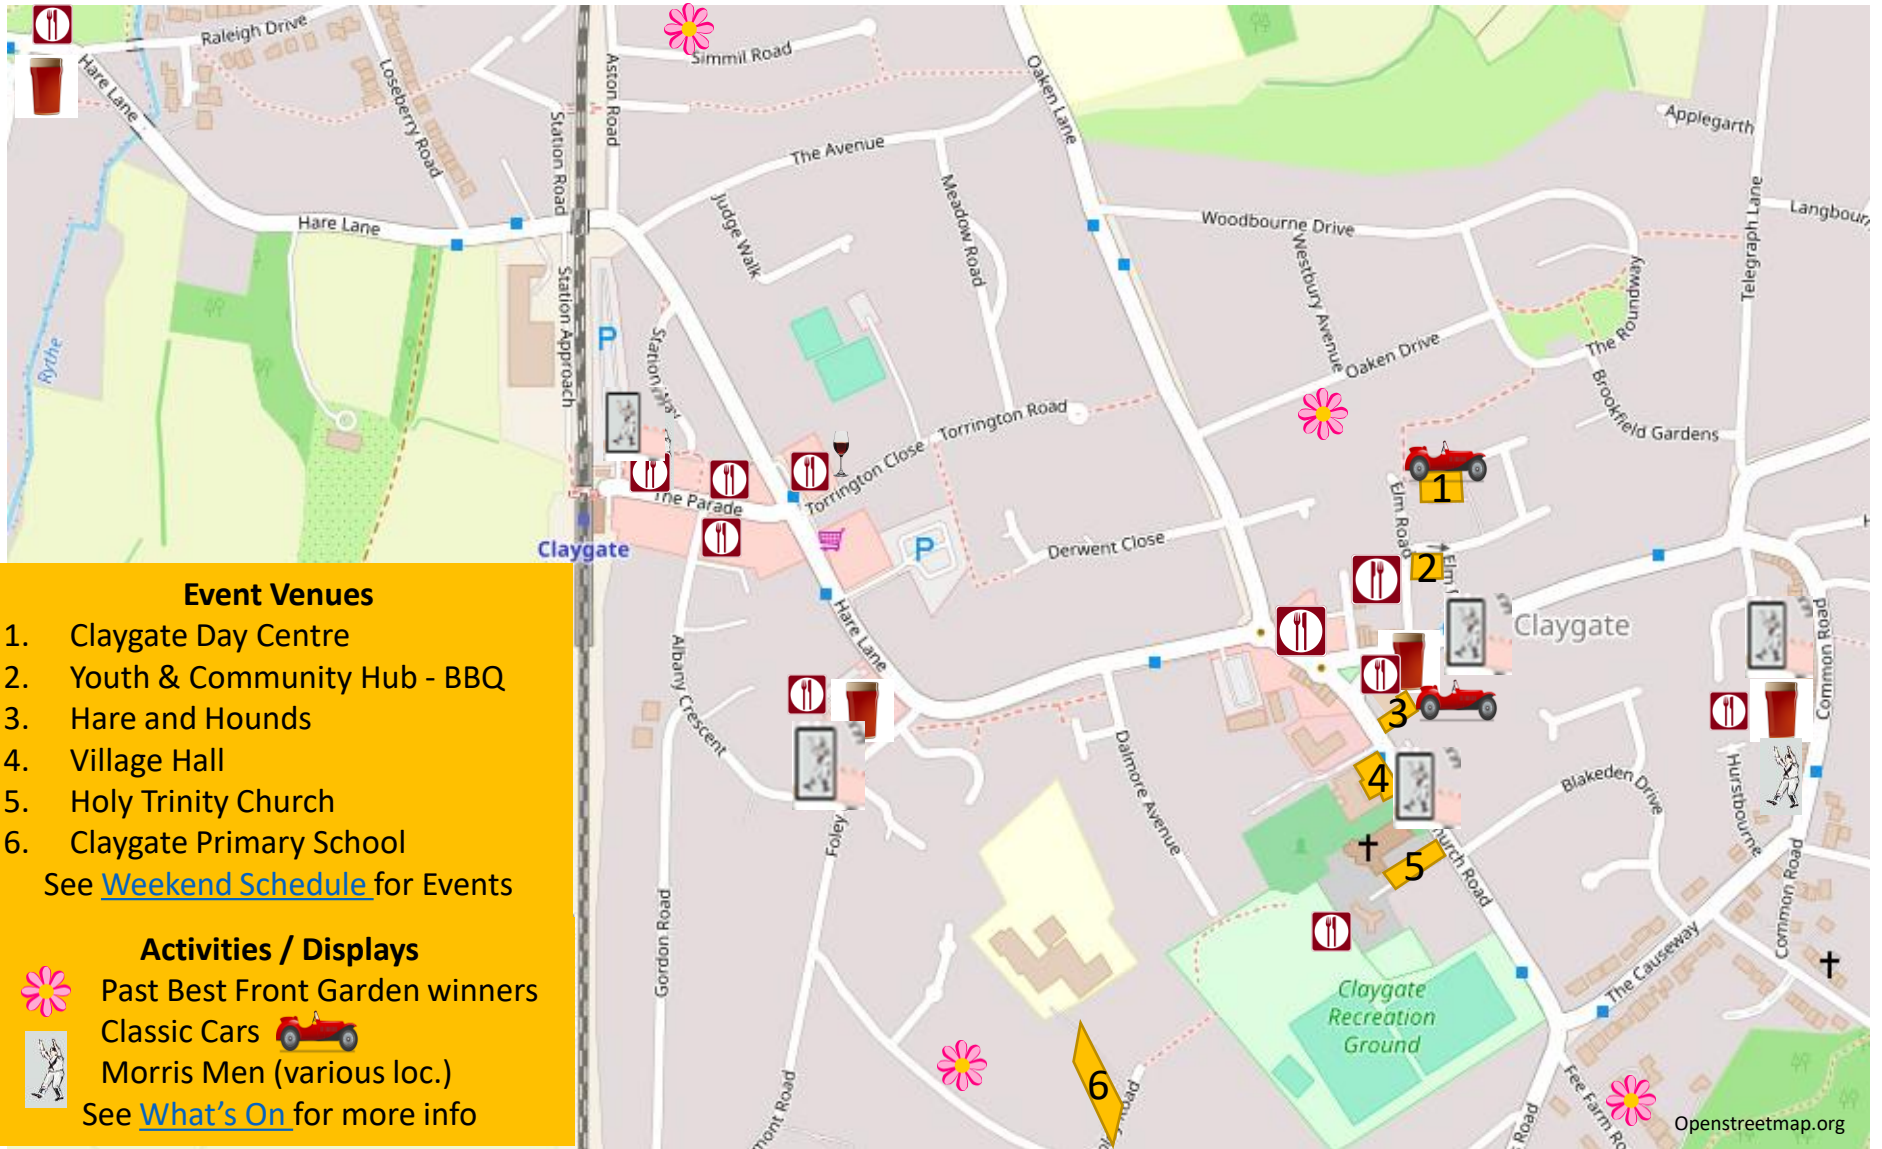 Raleigh Drive
Simmil Road
Hare Lane
Loseberry Road
Aston Road
Station Road
Oaken Lane
Applegarth
The Avenue
Judge Walk
Meadow Road
Telegraph Lane
Hare Lane
Woodbourne Drive
Westbury Avenue
Rythe
Station Approach
P
Oaken Drive
The Roundway
Brookfield Gardens
Torrington Road
Torrington Close
The Parade
1
Elm Road
Claygate
P
Derwent Close
2
Elm
Claygate
Hare Lane
Albany Crescent
Common Road
3
Dalmore Avenue
4
Blakeden Drive
Hurstbourne
Foley
5
Gordon Road
The Causeway
Common Road
Claygate
Recreation
Ground
6
Fee Farm
Road
Event Venues
1. Claygate Day Centre
2. Youth & Community Hub - BBQ
3. Hare and Hounds
4. Village Hall
5. Holy Trinity Church
6. Claygate Primary School
See Weekend Schedule for Events
Activities / Displays
Past Best Front Garden winners
Classic Cars
Morris Men (various loc.)
See What's On for more info
Openstreetmap.org